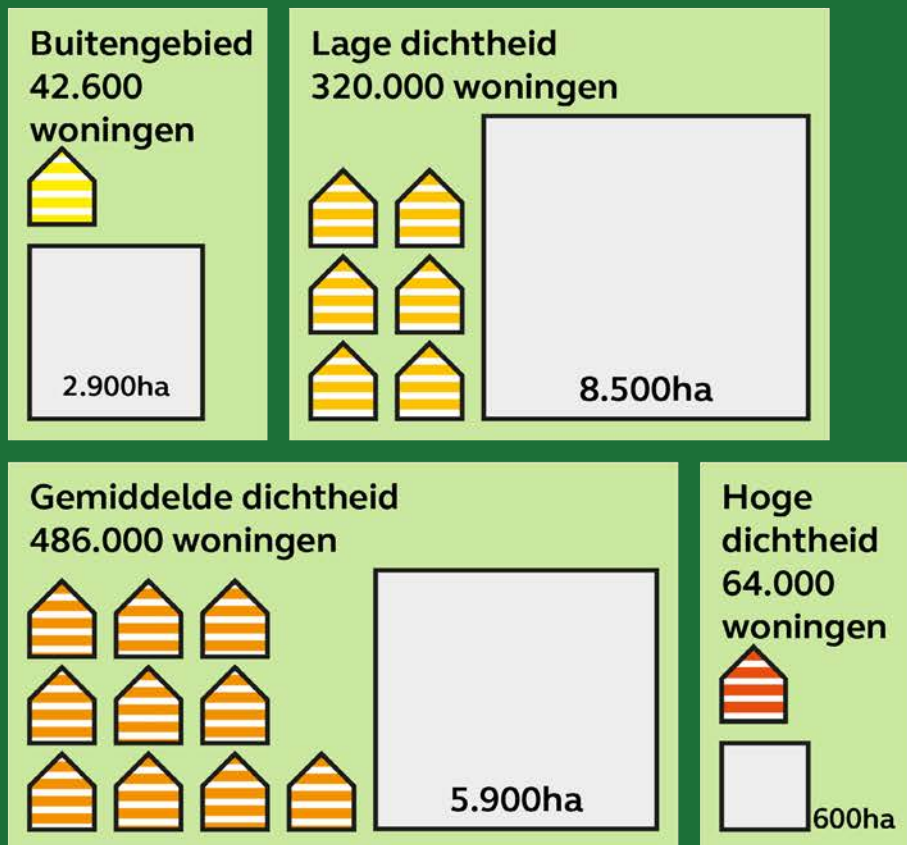 Buitengebied
42.600
woningen
2.900ha
Lage dichtheid
320.000 woningen
8.500ha
Gemiddelde dichtheid
486.000 woningen
5.900ha
Hoge
dichtheid
64.000
woningen
600ha